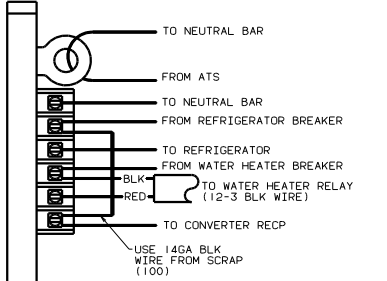 TO NEUTRAL BAR
FROM ATS
TO NEUTRAL BAR
FROM REFRIGERATOR BREAKER
TO REFRIGERATOR
FROM WATER HEATER BREAKER
BLK
TO WATER HEATER RELAY
RED
(12-3 BLK WIRE)
TO CONVERTER RECP
USE 14GA BLK
WIRE FROM SCRAP
(100)